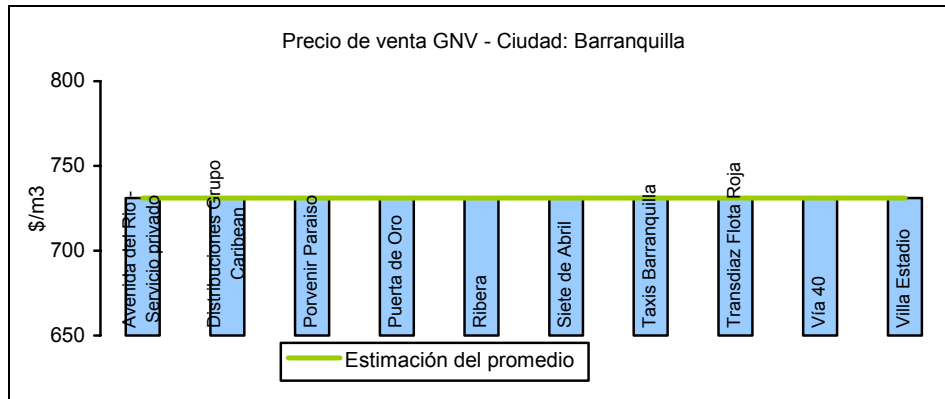 Precio de venta GNV - Ciudad: Barranquilla
800
750
700
650
$/m3
Avenida del Rio -
Servicio privado
Distribuciones Grupo
Caribean
Porvenir Paraiso
Puerta de Oro
Ribera
Siete de Abril
Taxis Barranquilla
Transdiaz Flota Roja
Vía 40
Villa Estadio
Estimación del promedio